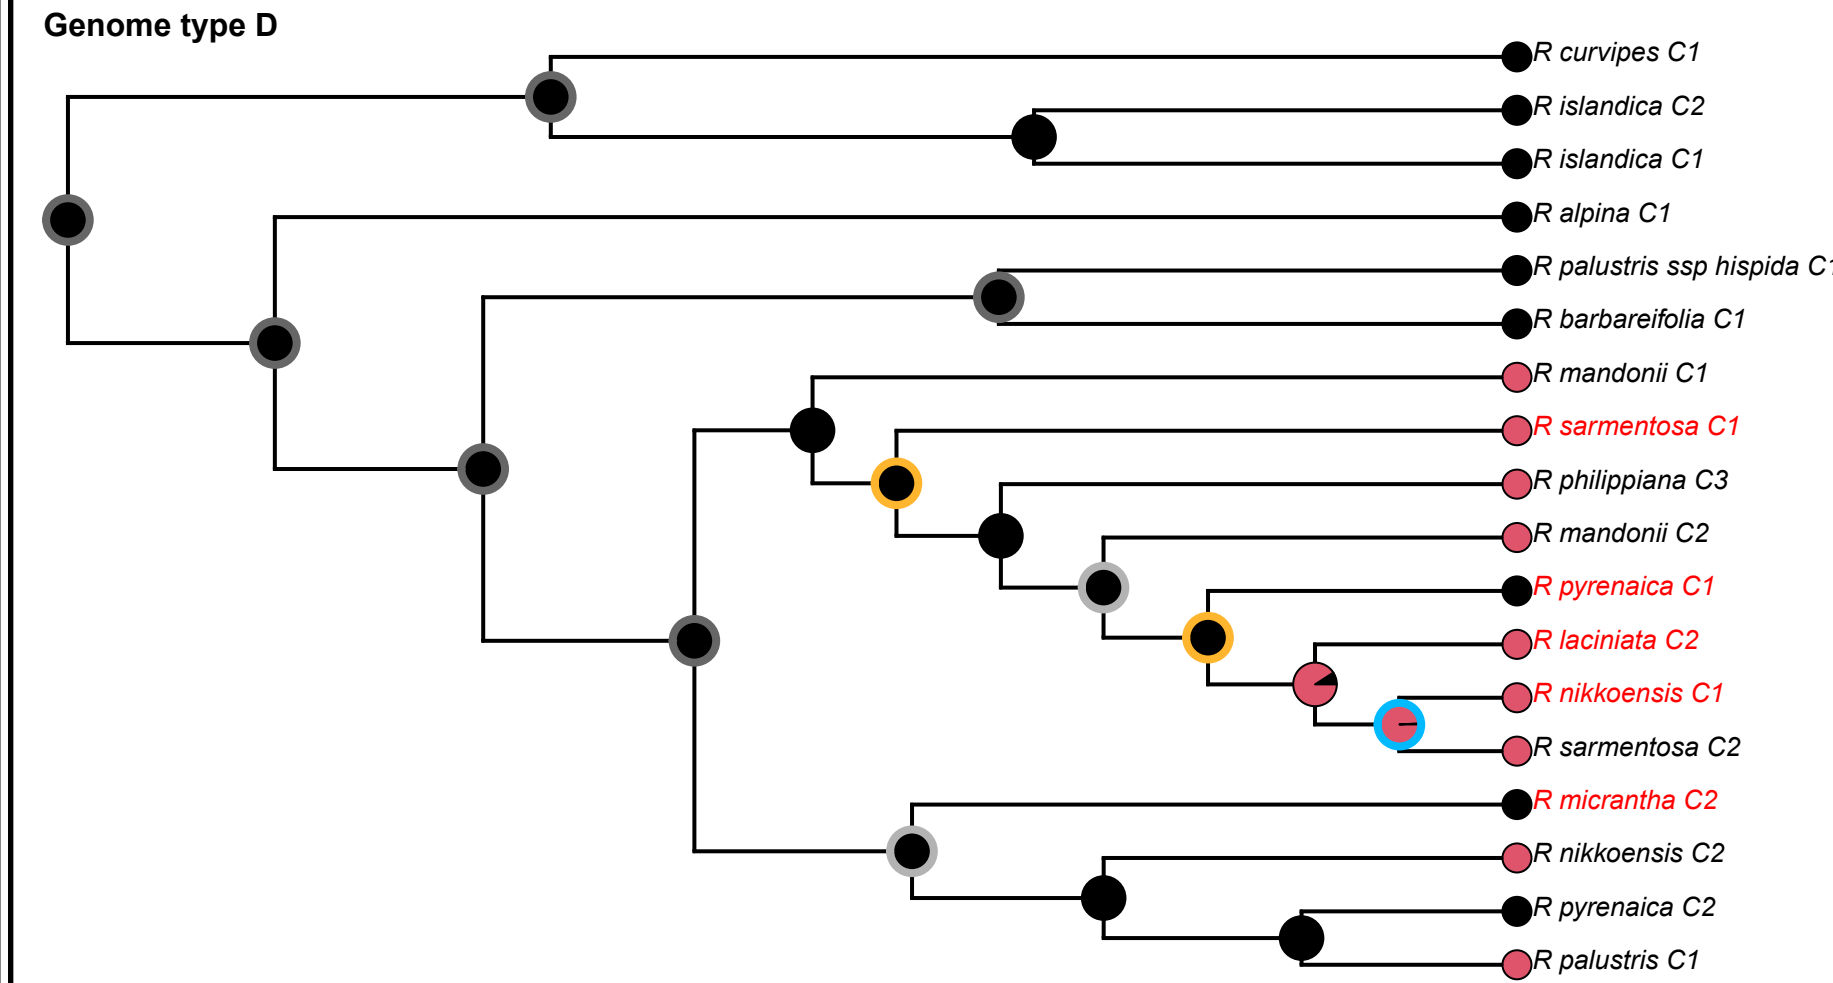 Genome type D
R curvipes C1
R islandica C2
R islandica C1
R alpina C1
R palustris ssp hispida C1
R barbareifolia C1
R mandonii C1
R sarmentosa C1
R philippiana C3
R mandonii C2
R pyrenaica C1
R laciniata C2
R nikkoensis C1
R sarmentosa C2
R micrantha C2
R nikkoensis C2
R pyrenaica C2
R palustris C1